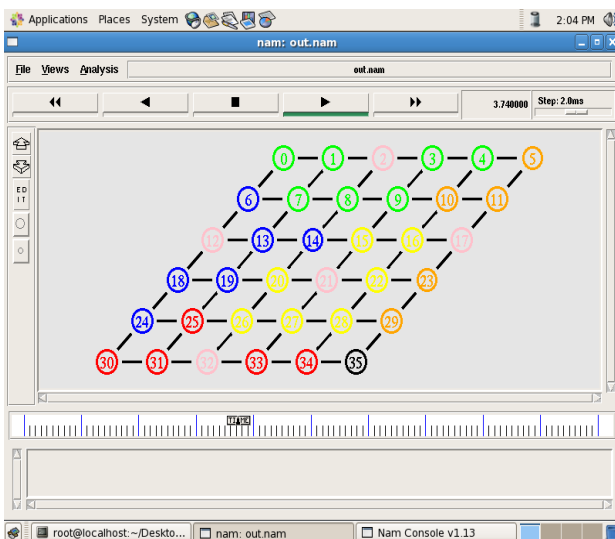 Applications Places System 2:04 PM
nam: out.nam
File Views Analysis out.nam
3.740000 Step: 2.0ms
0 1 2 3 4 5
6 7 8 9 10 11
12 13 14 15 16 17
18 19 20 21 22 23
24 25 26 27 28 29
30 31 32 33 34 35
ED
IT
TIME
root@localhost:~/Deskto... nam: out.nam Nam Console v1.13